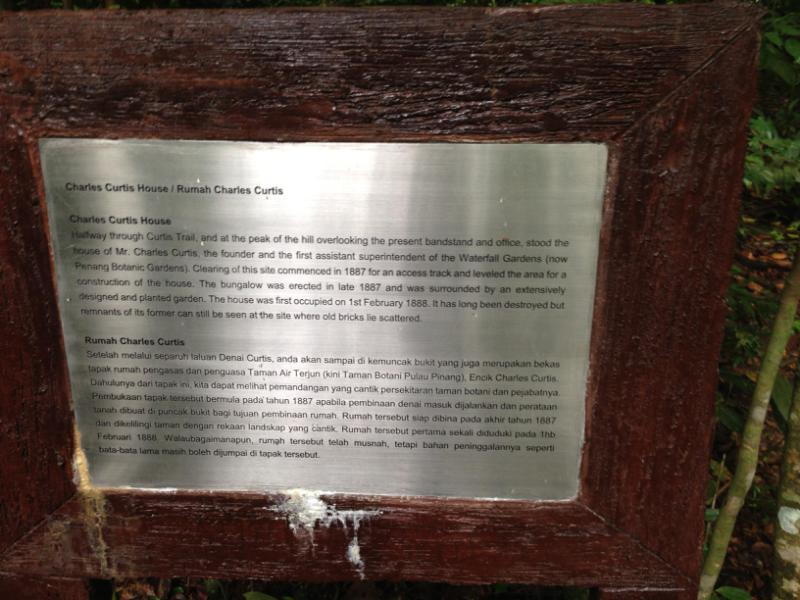 Charles Curtis House / Rumah Charles Curtis
Charles Curtis House
Halfway through Curtis Trail, and at the peak of the hill overlooking the present bandstand and office, stood the
house of Mr. Charles Curtis, the founder and the first assistant superintendent of the Waterfall Gardens (now
Penang Botanic Gardens). Clearing of this site commenced in 1887 for an access track and leveled the area for a
construction of the house. The bungalow was erected in late 1887 and was surrounded by an extensively
designed and planted garden. The house was first occupied on 1st February 1888. It has long been destroyed but
remnants of its former can still be seen at the site where old bricks lie scattered.
Rumah Charles Curtis
Setelah melalui separuh laluan Denai Curtis, anda akan sampai di kemuncak bukit yang juga merupakan bekas
tapak rumah pengasas dan penguasa Taman Air Terjun (kini Taman Botani Pulau Pinang), Encik Charles Curtis.
Dahulunya dari tapak ini, kita dapat melihat pemandangan yang cantik persekitaran taman botani dan pejabatnya.
Pembukaan tapak tersebut bermula pada tahun 1887 apabila pembinaan denai masuk dijalankan dan perataan
tanah dibuat di puncak bukit bagi tujuan pembinaan rumah. Rumah tersebut siap dibina pada akhir tahun 1887
dan dikelilingi taman dengan rekaan landskap yang cantik. Rumah tersebut pertama sekali diduduki pada 1hb
Februari 1888. Walaubagaimanapun, rumah tersebut telah musnah, tetapi bahan peninggalannya seperti
bata-bata lama masih boleh dijumpai di tapak tersebut.